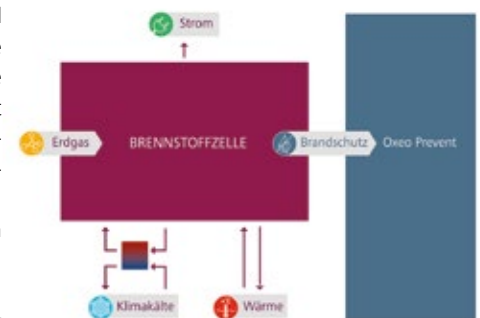 Strom
Erdgas
BRENNSTOFFZELLE
Brandschutz
Oxeo Prevent
Klimakälte
Wärme